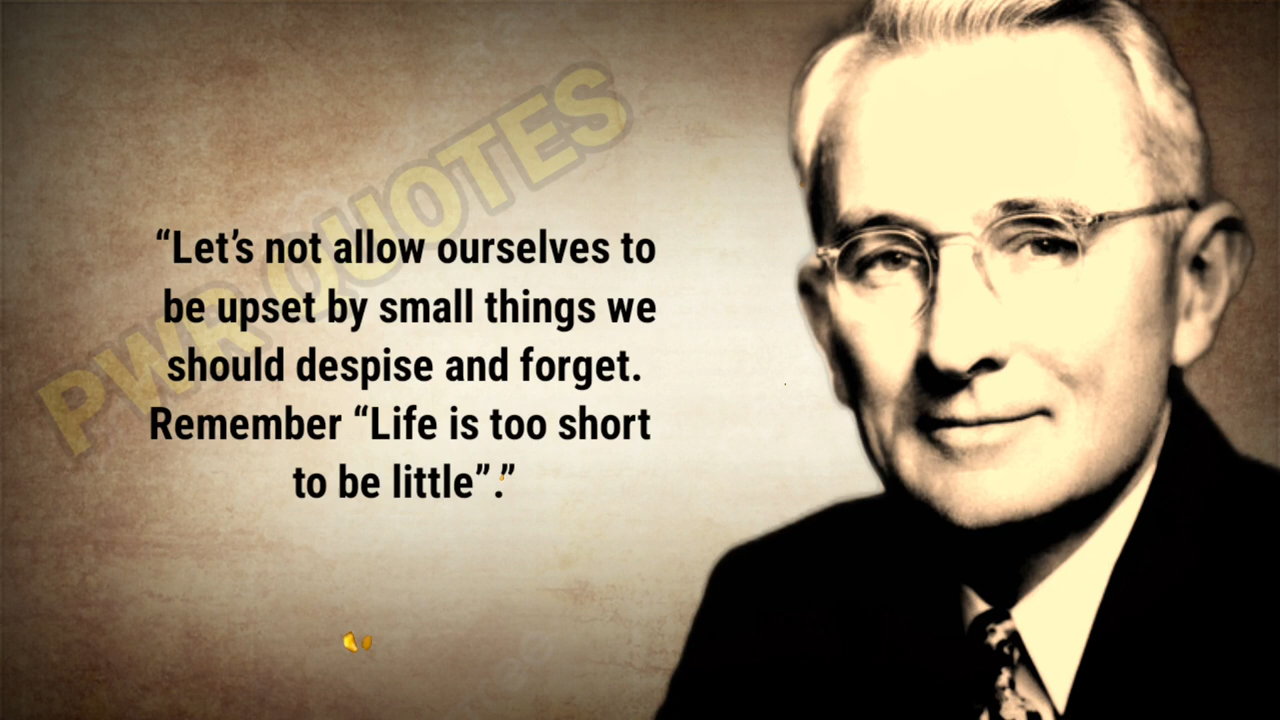 PWR QUOTES
“Let’s not allow ourselves to
be upset by small things we
should despise and forget.
Remember “Life is too short
to be little”.”